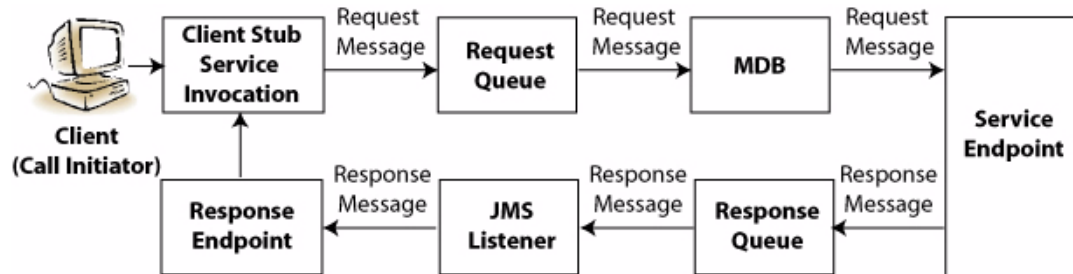 Client Stub
Service
Invocation
Request
Message
Request
Queue
Request
Message
MDB
Request
Message
Service
Endpoint
Client
(Call Initiator)
Response
Endpoint
Response
Message
JMS
Listener
Response
Message
Response
Queue
Response
Message